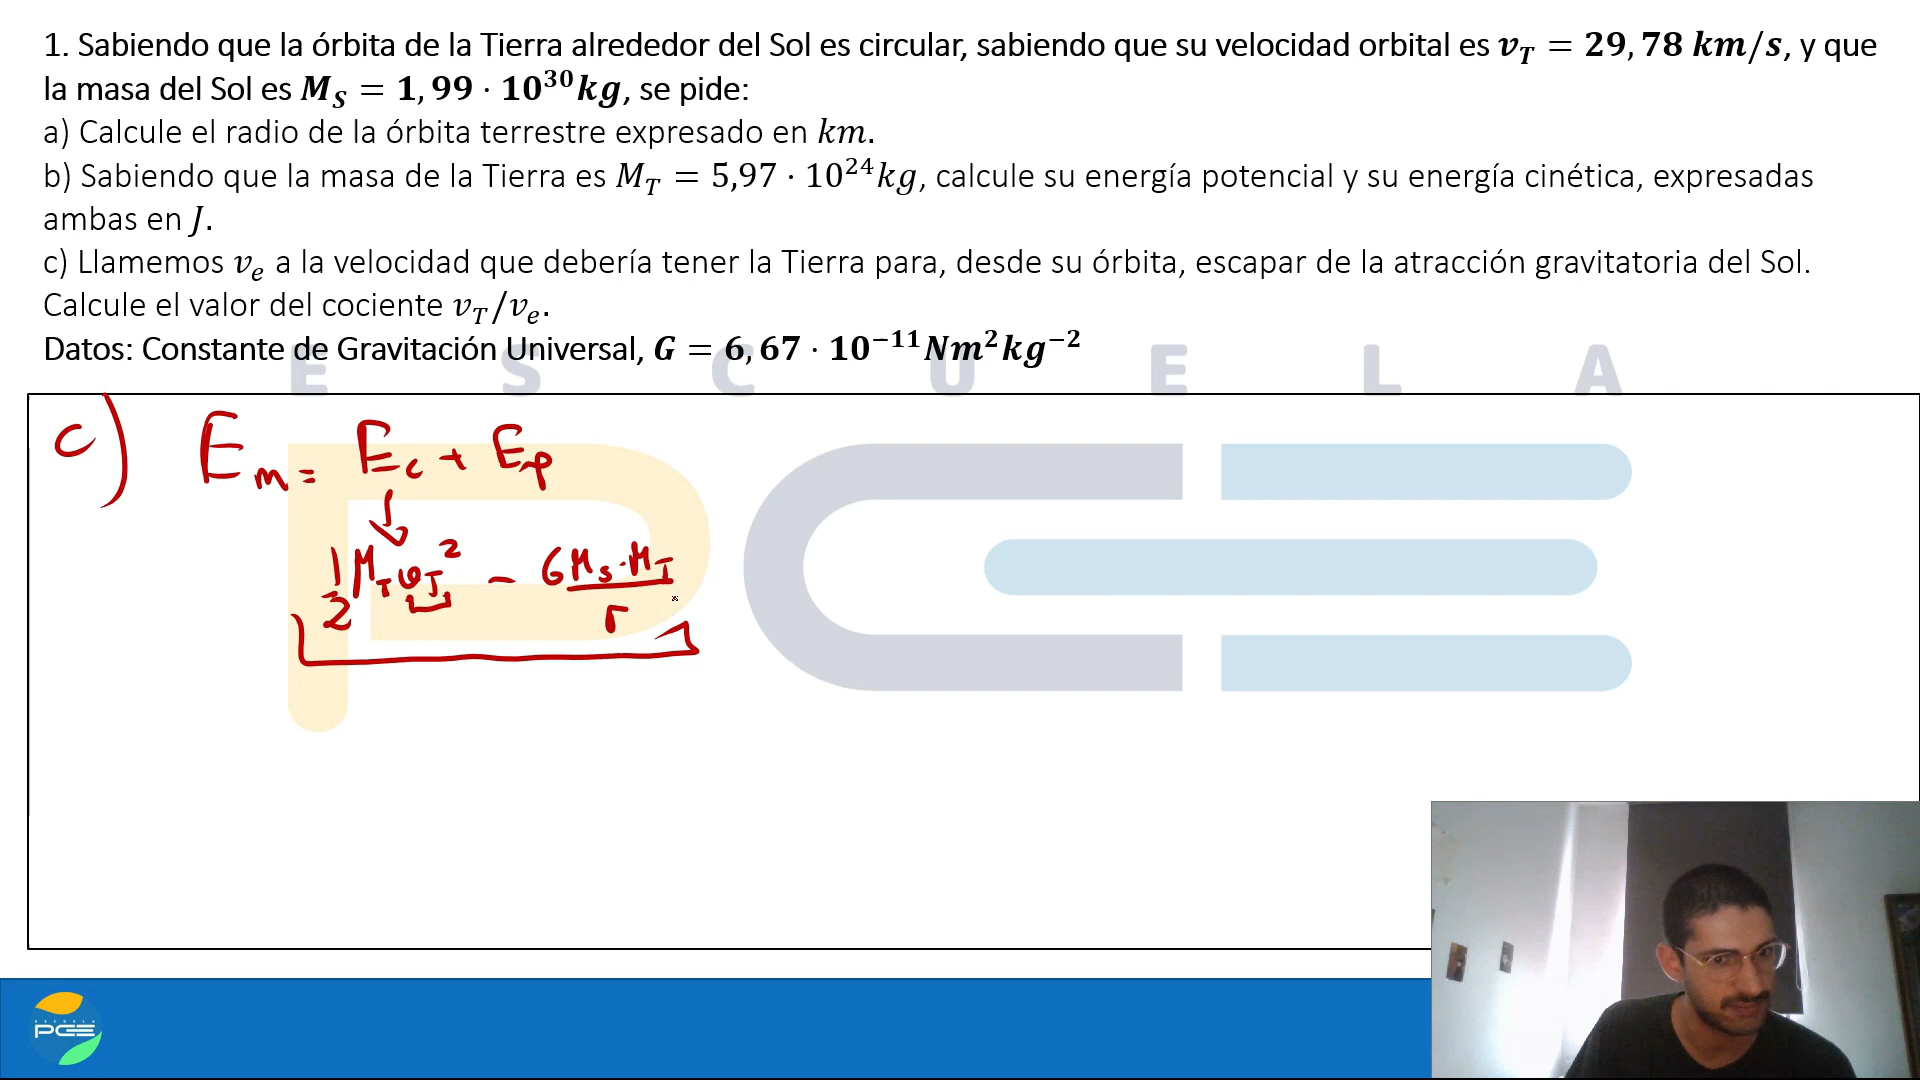 1. Sabiendo que la órbita de la Tierra alrededor del Sol es circular, sabiendo que su velocidad orbital es v_T = 29,78 km/s, y que
la masa del Sol es M_S = 1,99 · 10^30 kg, se pide:
a) Calcule el radio de la órbita terrestre expresado en km.
b) Sabiendo que la masa de la Tierra es M_T = 5,97 · 10^24 kg, calcule su energía potencial y su energía cinética, expresadas
ambas en J.
c) Llamemos v_e a la velocidad que debería tener la Tierra para, desde su órbita, escapar de la atracción gravitatoria del Sol.
Calcule el valor del cociente v_T/v_e.
Datos: Constante de Gravitación Universal, G = 6,67 · 10^−11 Nm^2kg^−2
E S C U E L A
PCE
c) E_m = E_c + E_p
1/2 M_T v_T^2 − G M_S · M_T / r
ESCUELA
PCE